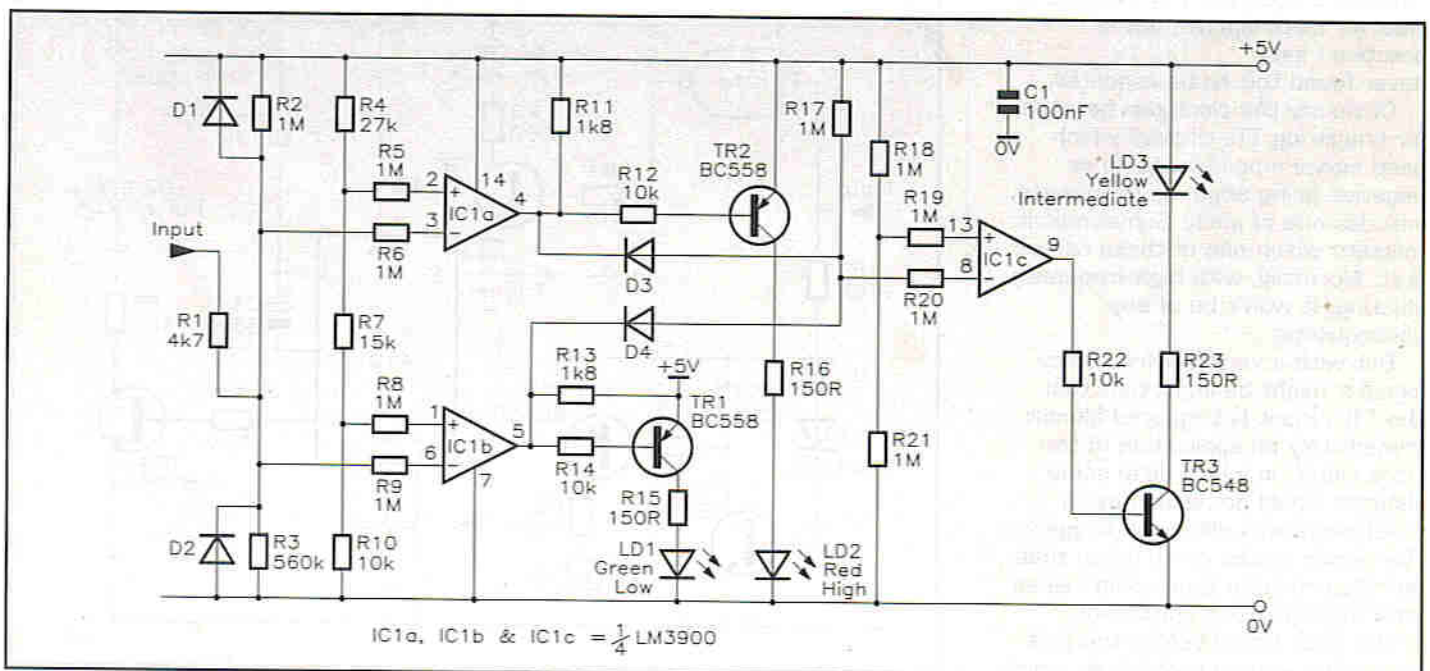 +5V
D1
R2
1M
R4
27k
R11
1k8
R17
1M
C1
100nF
0V
R5
1M
2
+
14
4
IC1a
3
−
R6
1M
TR2
BC558
R12
10k
R18
1M
LD3
Yellow
Intermediate
Input
D3
R19
1M
13
+
9
IC1c
8
−
R20
1M
R1
4k7
R7
15k
D4
R13
1k8
+5V
R16
150R
R22
10k
R23
150R
R8
1M
1
+
5
IC1b
6
−
7
R9
1M
TR1
BC558
R14
10k
R21
1M
TR3
BC548
R15
150R
D2
R3
560k
R10
10k
LD1
Green
Low
LD2
Red
High
0V
IC1a, IC1b & IC1c = 1/4 LM3900